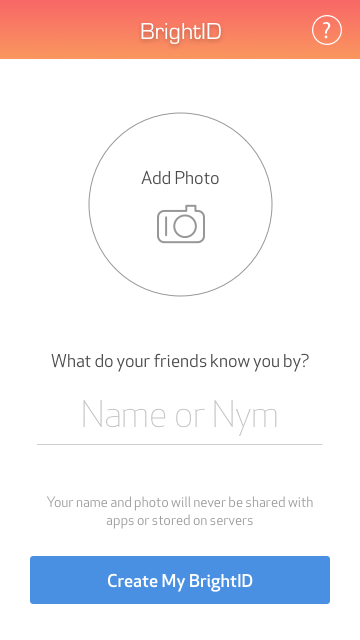 BrightID
?
Add Photo
What do your friends know you by?
Name or Nym
Your name and photo will never be shared with
apps or stored on servers
Create My BrightID